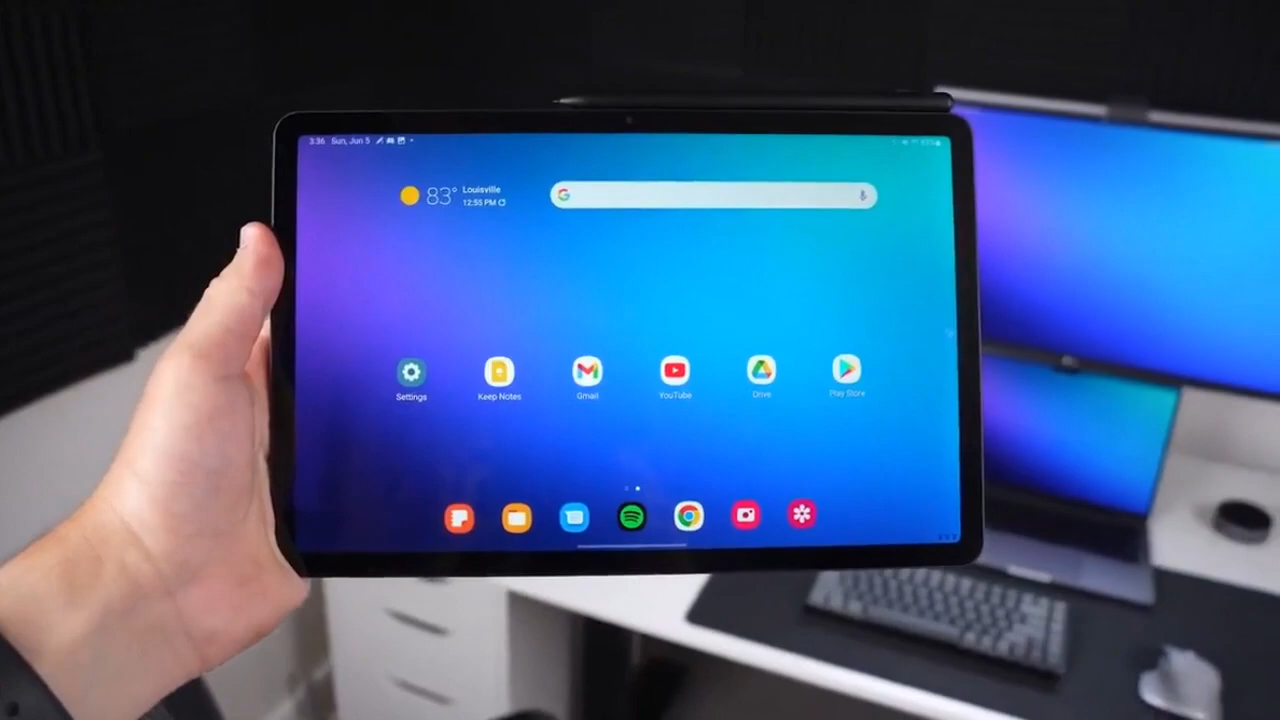 3:36 Sun, Jun 5
83° Louisville
12:55 PM
Settings
Keep Notes
Gmail
YouTube
Drive
Play Store